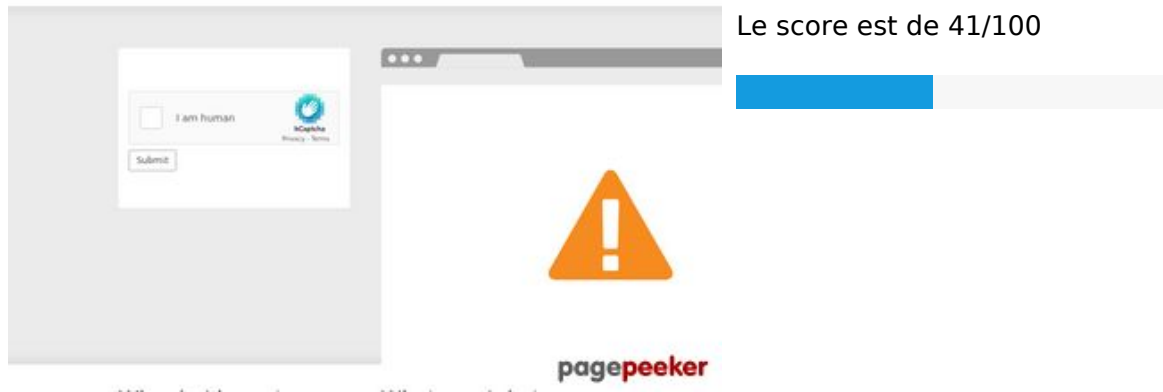 Le score est de 41/100
I am human
hCaptcha
Privacy - Terms
Submit
pagepeeker